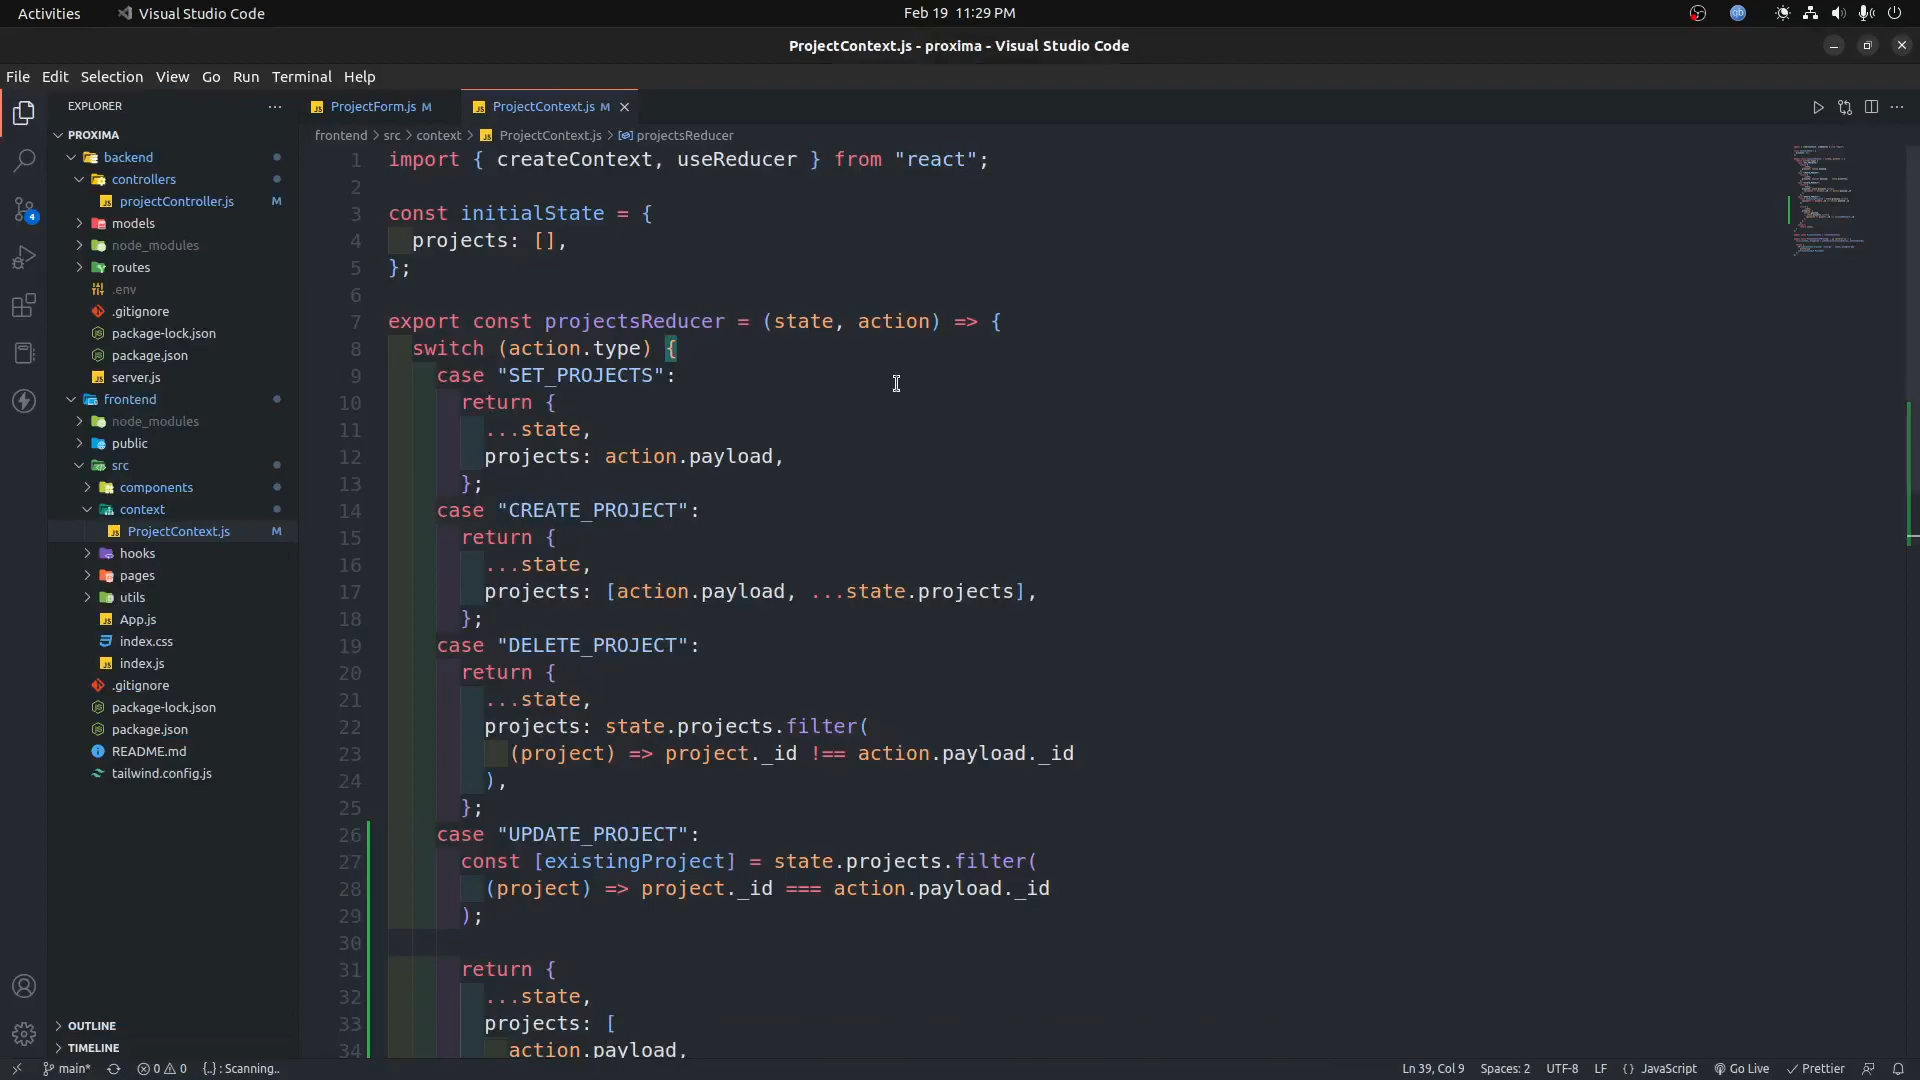 Activities
Visual Studio Code
Feb 19 11:29 PM
ProjectContext.js - proxima - Visual Studio Code
File Edit Selection View Go Run Terminal Help
EXPLORER
PROXIMA
backend
controllers
projectController.js M
models
node_modules
routes
.env
.gitignore
package-lock.json
package.json
server.js
frontend
node_modules
public
src
components
context
ProjectContext.js M
hooks
pages
utils
App.js
index.css
index.js
.gitignore
package-lock.json
package.json
README.md
tailwind.config.js
OUTLINE
TIMELINE
4
ProjectForm.js M
ProjectContext.js M
frontend > src > context > ProjectContext.js > projectsReducer
1 import { createContext, useReducer } from "react";
2
3 const initialState = {
4 projects: [],
5 };
6
7 export const projectsReducer = (state, action) => {
8 switch (action.type) {
9 case "SET_PROJECTS":
10 return {
11 ...state,
12 projects: action.payload,
13 };
14 case "CREATE_PROJECT":
15 return {
16 ...state,
17 projects: [action.payload, ...state.projects],
18 };
19 case "DELETE_PROJECT":
20 return {
21 ...state,
22 projects: state.projects.filter(
23 (project) => project._id !== action.payload._id
24 ),
25 };
26 case "UPDATE_PROJECT":
27 const [existingProject] = state.projects.filter(
28 (project) => project._id === action.payload._id
29 );
30
31 return {
32 ...state,
33 projects: [
34 action.payload,
main*
0 0
{..} : Scanning..
Ln 39, Col 9
Spaces: 2
UTF-8
LF
{} JavaScript
Go Live
Prettier